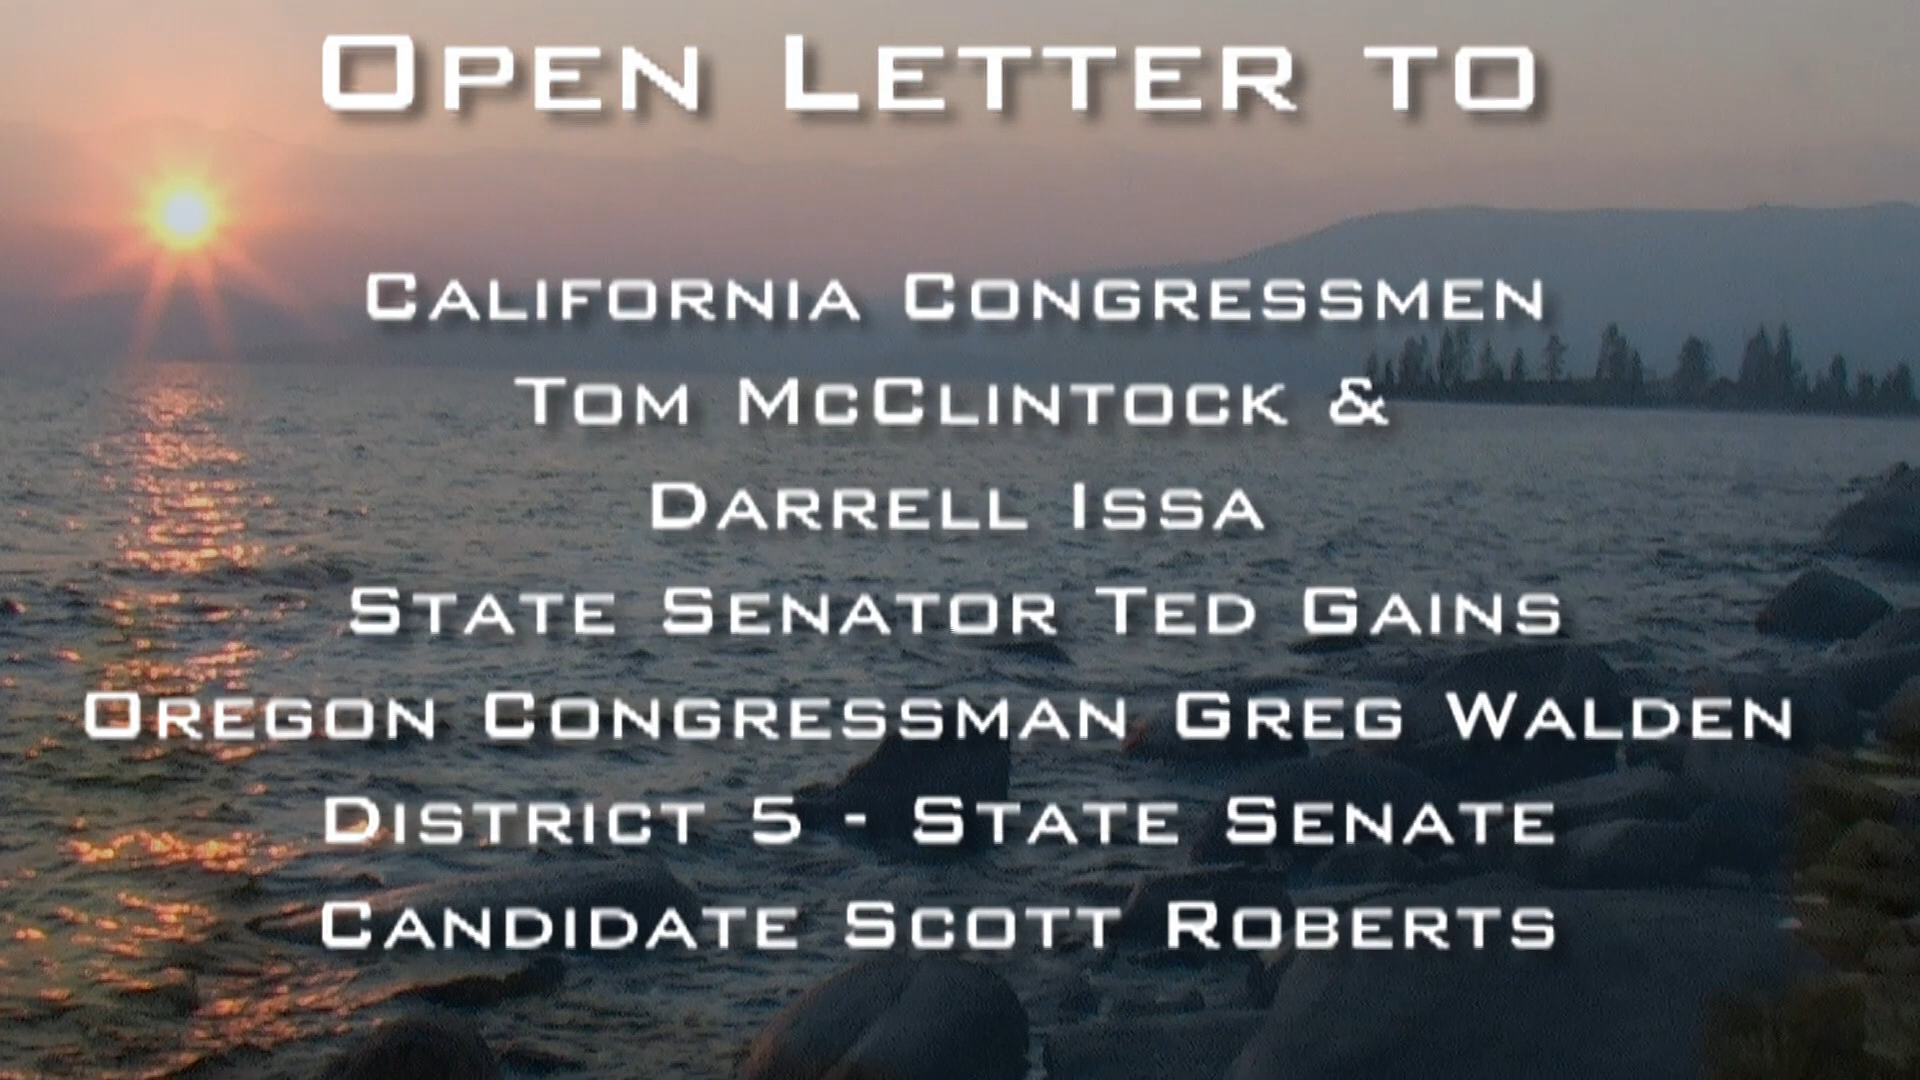 Open Letter to
California Congressmen
Tom McClintock &
Darrell Issa
State Senator Ted Gains
Oregon Congressman Greg Walden
District 5 - State Senate
Candidate Scott Roberts